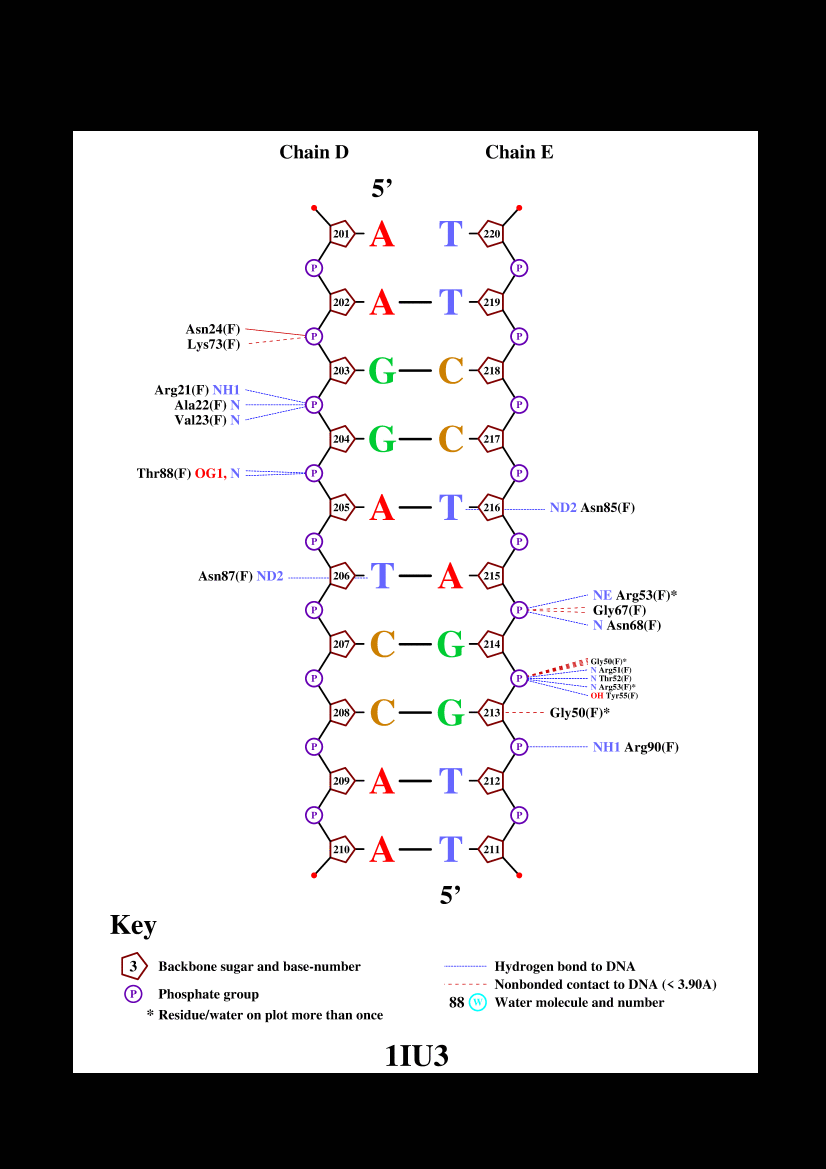 Chain D Chain E
5’
201 A T 220
P P
202 A T 219
Asn24(F) P P
Lys73(F)
203 G C 218
Arg21(F) NH1
Ala22(F) N P P
Val23(F) N
204 G C 217
Thr88(F) OG1, N P P
205 A T 216 ND2 Asn85(F)
P P
Asn87(F) ND2 206 T A 215
NE Arg53(F)*
P P Gly67(F)
N Asn68(F)
207 C G 214
Gly50(F)*
N Arg51(F)
P P N Thr52(F)
N Arg53(F)*
OH Tyr55(F)
208 C G 213 Gly50(F)*
P P NH1 Arg90(F)
209 A T 212
P P
210 A T 211
5’
Key
3 Backbone sugar and base-number Hydrogen bond to DNA
Nonbonded contact to DNA (< 3.90A)
P Phosphate group 88 W Water molecule and number
* Residue/water on plot more than once
1IU3